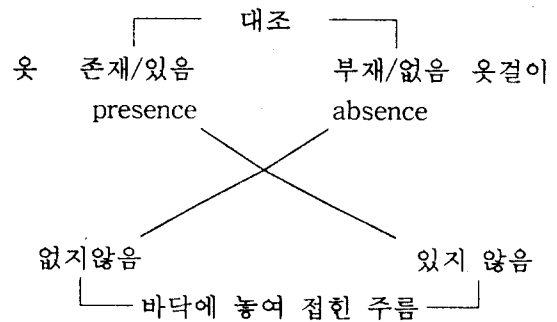 대조
옷 존재/있음 부재/없음 옷걸이
presence absence
없지않음 있지 않음
바닥에 놓여 접힌 주름